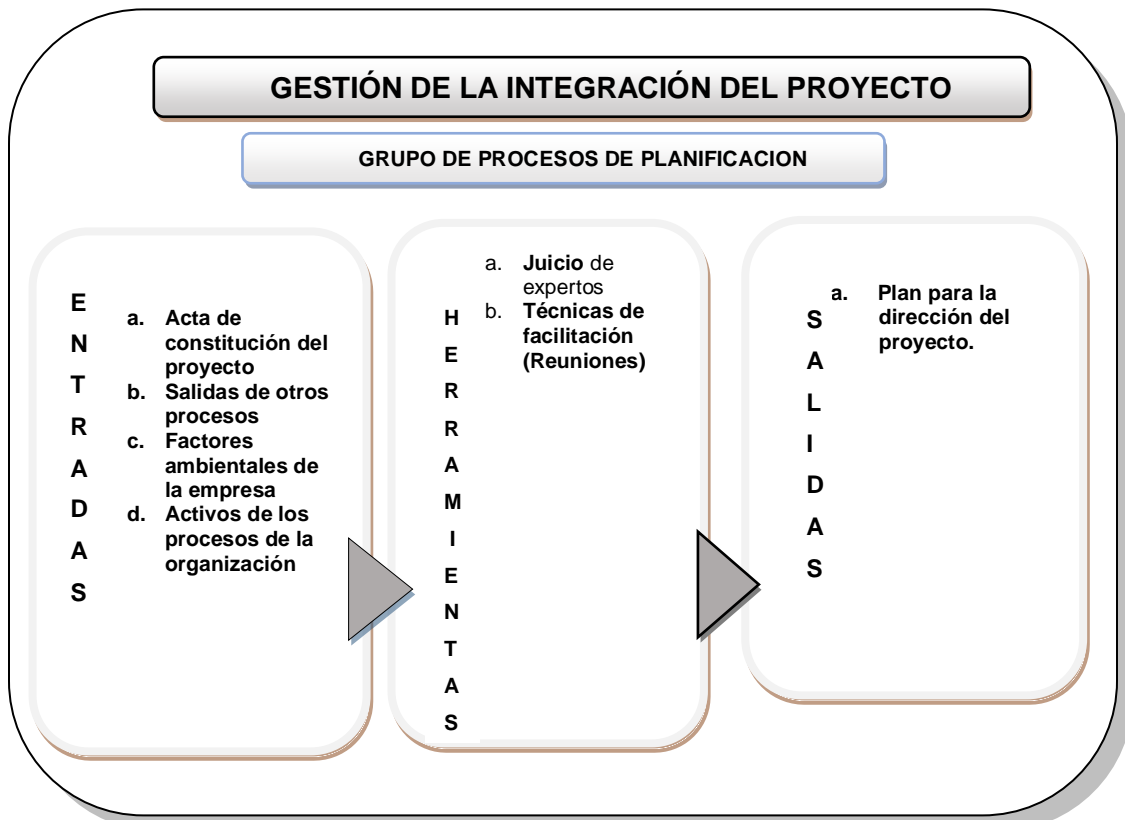 GESTIÓN DE LA INTEGRACIÓN DEL PROYECTO
GRUPO DE PROCESOS DE PLANIFICACION
E
N
T
R
A
D
A
S
a. Acta de
constitución del
proyecto
b. Salidas de otros
procesos
c. Factores
ambientales de
la empresa
d. Activos de los
procesos de la
organización
H
E
R
R
A
M
I
E
N
T
A
S
a. Juicio de
expertos
b. Técnicas de
facilitación
(Reuniones)
S
A
L
I
D
A
S
a. Plan para la
dirección del
proyecto.